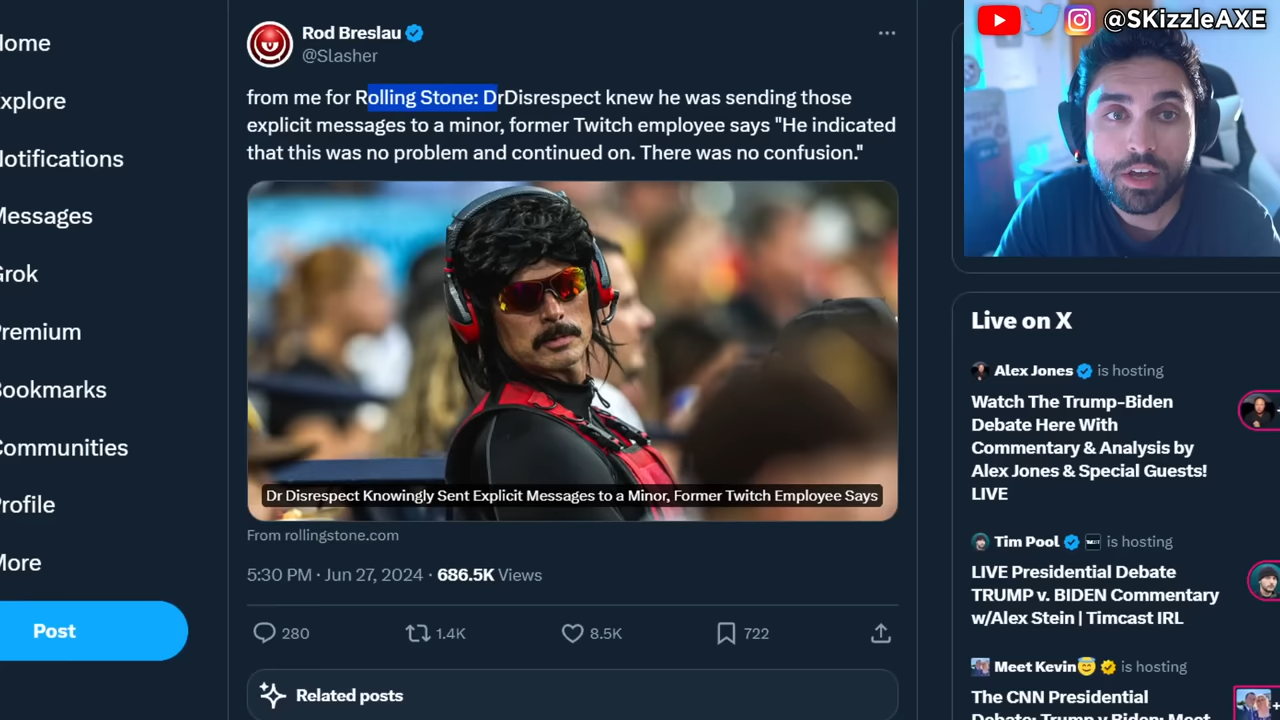 @SKizzleAXE
ome
xplore
otifications
essages
rok
remium
ookmarks
ommunities
rofile
ore
Post
Rod Breslau
@Slasher
from me for Rolling Stone: DrDisrespect knew he was sending those
explicit messages to a minor, former Twitch employee says "He indicated
that this was no problem and continued on. There was no confusion."
Dr Disrespect Knowingly Sent Explicit Messages to a Minor, Former Twitch Employee Says
From rollingstone.com
5:30 PM · Jun 27, 2024 · 686.5K Views
280
1.4K
8.5K
722
Related posts
Live on X
Alex Jones is hosting
Watch The Trump-Biden
Debate Here With
Commentary & Analysis by
Alex Jones & Special Guests!
LIVE
Tim Pool is hosting
LIVE Presidential Debate
TRUMP v. BIDEN Commentary
w/Alex Stein | Timcast IRL
Meet Kevin😇 is hosting
The CNN Presidential
Debate: Trump v Biden: Meet